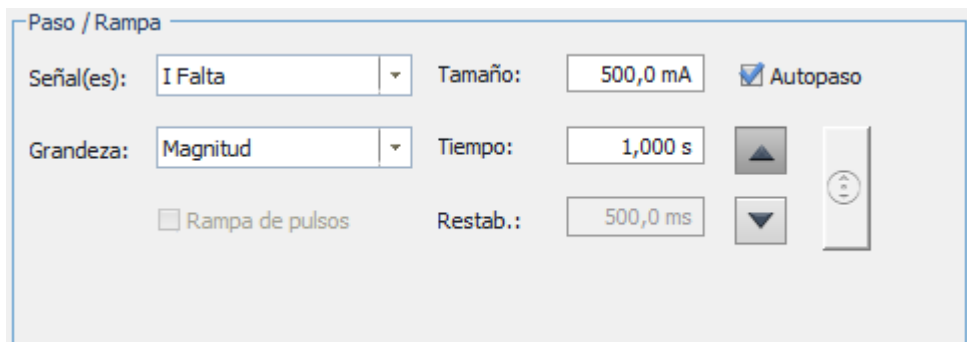 Paso / Rampa
Señal(es): I Falta Tamaño: 500,0 mA Autopaso
Grandeza: Magnitud Tiempo: 1,000 s
Rampa de pulsos Restab.: 500,0 ms